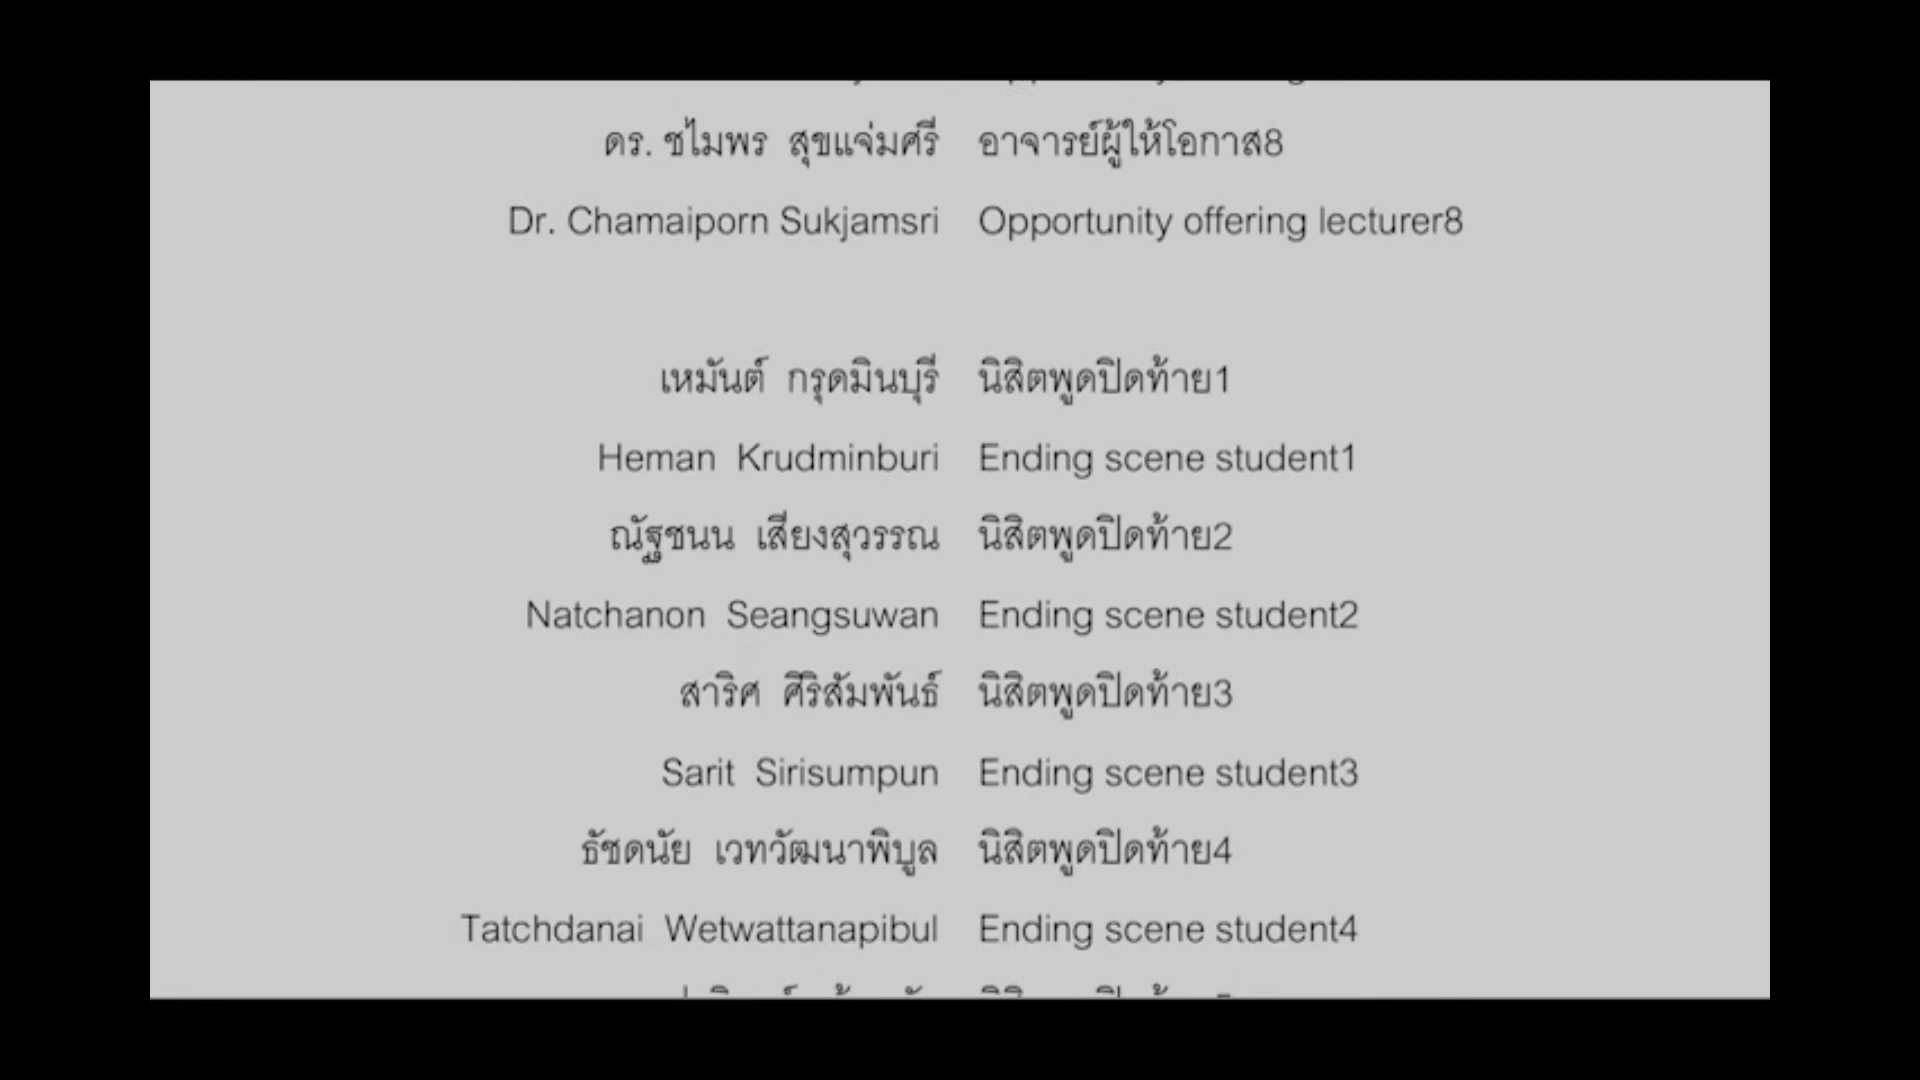 ดร. ชไมพร สุขแจ่มศรี อาจารย์ผู้ให้โอกาส8
Dr. Chamaiporn Sukjamsri Opportunity offering lecturer8
เหมันต์ กรุดมินบุรี นิสิตพูดปิดท้าย1
Heman Krudminburi Ending scene student1
ณัฐชนน เสียงสุวรรณ นิสิตพูดปิดท้าย2
Natchanon Seangsuwan Ending scene student2
สาริศ ศิริสัมพันธ์ นิสิตพูดปิดท้าย3
Sarit Sirisumpun Ending scene student3
ธัชดนัย เวทวัฒนาพิบูล นิสิตพูดปิดท้าย4
Tatchdanai Wetwattanapibul Ending scene student4